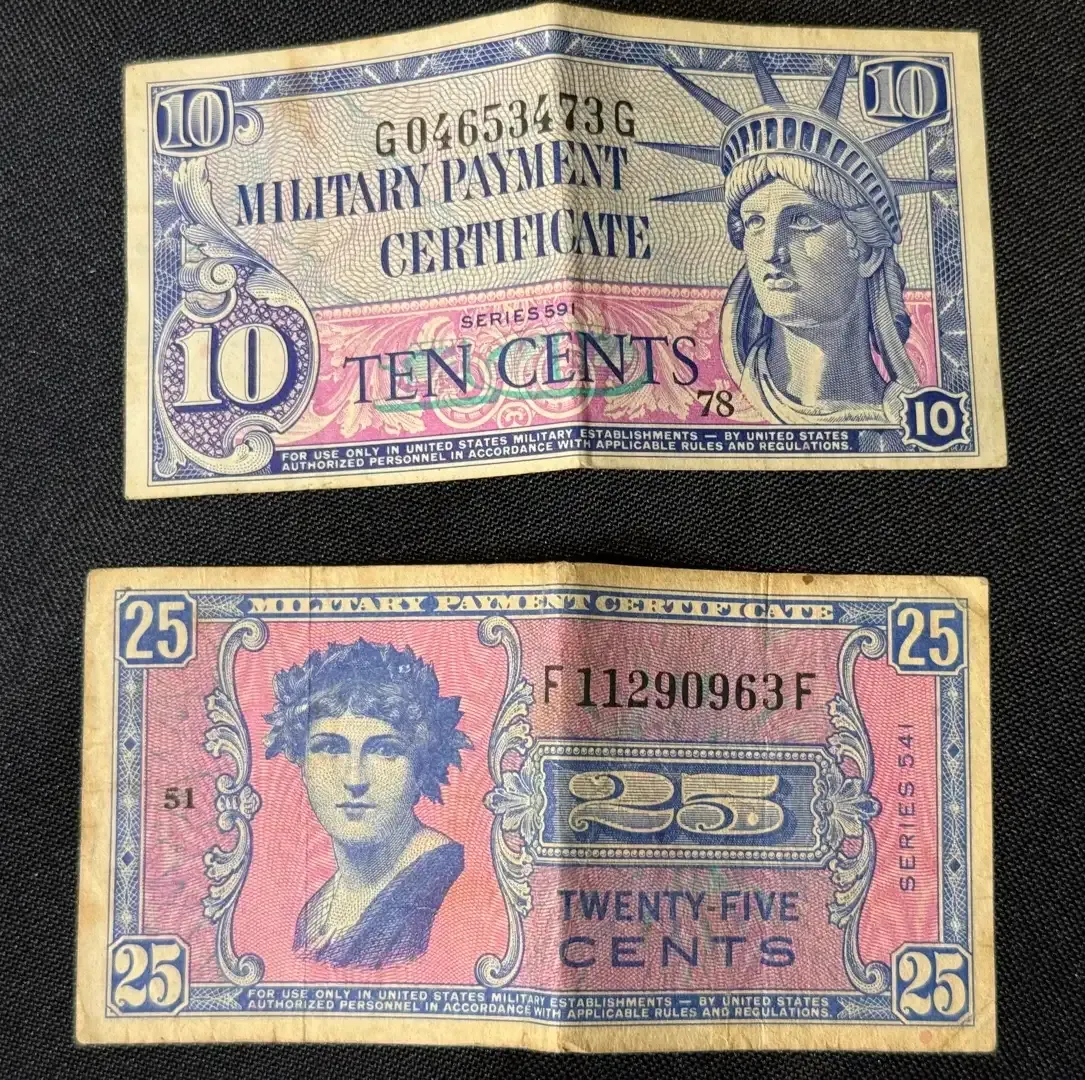 10
10
G04653473G
MILITARY PAYMENT
CERTIFICATE
SERIES 591
10
TEN CENTS
78
10
FOR USE ONLY IN UNITED STATES MILITARY ESTABLISHMENTS — BY UNITED STATES
AUTHORIZED PERSONNEL IN ACCORDANCE WITH APPLICABLE RULES AND REGULATIONS.
25
MILITARY PAYMENT CERTIFICATE
25
F11290963F
51
25
SERIES 541
TWENTY-FIVE
CENTS
25
25
FOR USE ONLY IN UNITED STATES MILITARY ESTABLISHMENTS — BY UNITED STATES
AUTHORIZED PERSONNEL IN ACCORDANCE WITH APPLICABLE RULES AND REGULATIONS.